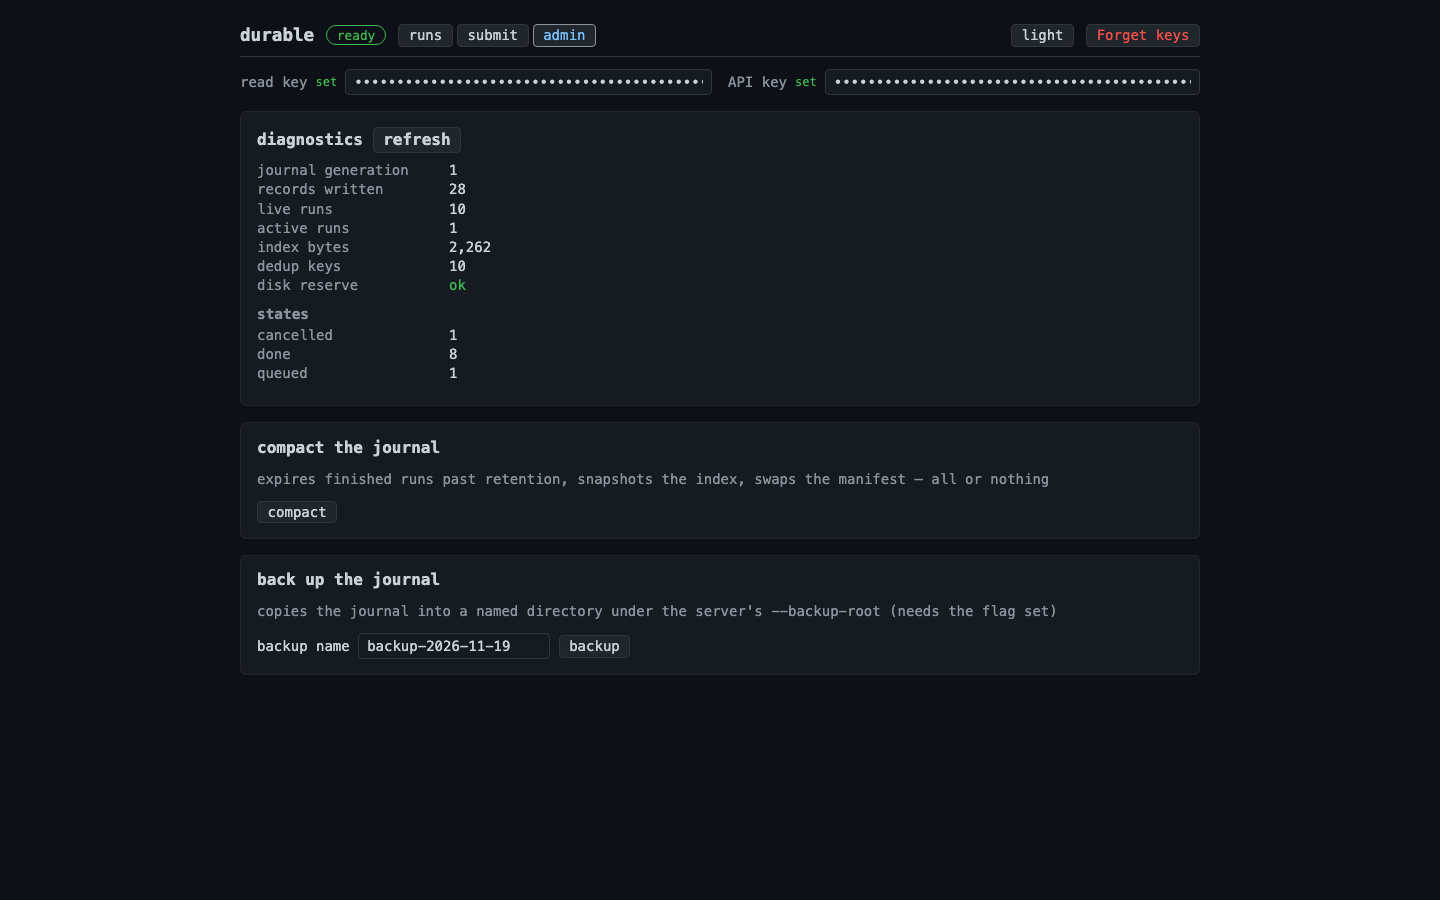 durable ready runs submit admin light Forget keys
read key set •••••••••••••••••••••••••••••••••••••••••• API key set •••••••••••••••••••••••••••••••••••••••••••
diagnostics refresh
journal generation 1
records written 28
live runs 10
active runs 1
index bytes 2,262
dedup keys 10
disk reserve ok
states
cancelled 1
done 8
queued 1
compact the journal
expires finished runs past retention, snapshots the index, swaps the manifest — all or nothing
compact
back up the journal
copies the journal into a named directory under the server's --backup-root (needs the flag set)
backup name backup-2026-11-19 backup